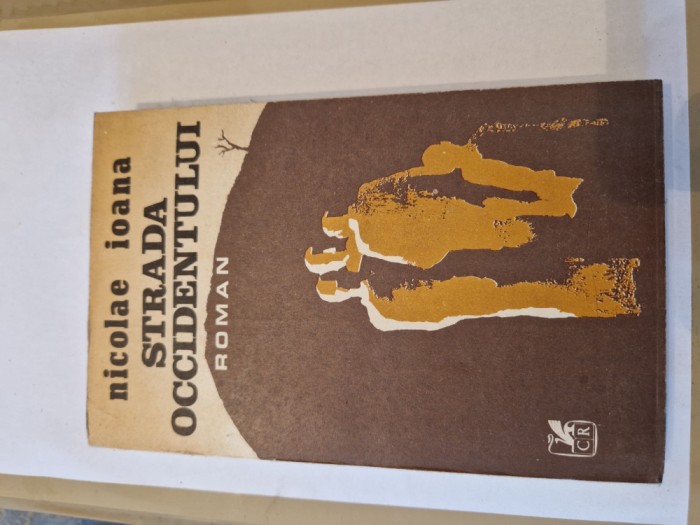 nicolae ioana
STRADA
OCCIDENTULUI
ROMAN
CR